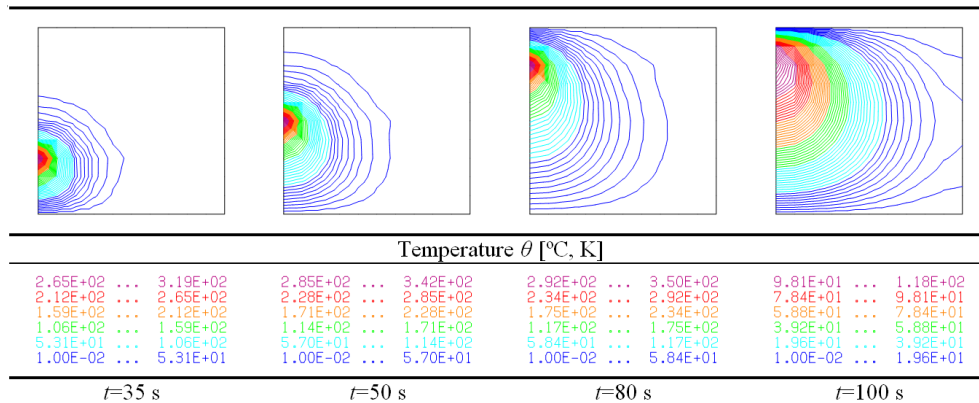 Temperature θ [ºC, K]
2.65E+02 ... 3.19E+02 2.85E+02 ... 3.42E+02 2.92E+02 ... 3.50E+02 9.81E+01 ... 1.18E+02
2.12E+02 ... 2.65E+02 2.28E+02 ... 2.85E+02 2.34E+02 ... 2.92E+02 7.84E+01 ... 9.81E+01
1.59E+02 ... 2.12E+02 1.71E+02 ... 2.28E+02 1.75E+02 ... 2.34E+02 5.88E+01 ... 7.84E+01
1.06E+02 ... 1.59E+02 1.14E+02 ... 1.71E+02 1.17E+02 ... 1.75E+02 3.92E+01 ... 5.88E+01
5.31E+01 ... 1.06E+02 5.70E+01 ... 1.14E+02 5.84E+01 ... 1.17E+02 1.96E+01 ... 3.92E+01
1.00E-02 ... 5.31E+01 1.00E-02 ... 5.70E+01 1.00E-02 ... 5.84E+01 1.00E-02 ... 1.96E+01
t=35 s t=50 s t=80 s t=100 s